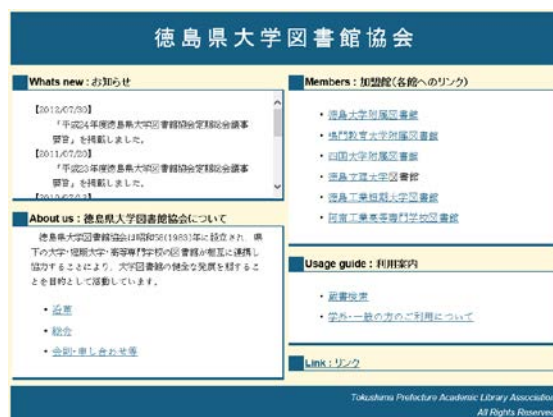 徳島県大学図書館協会
Whats new : お知らせ
【2012/07/30】
「平成24年度徳島県大学図書館協会定期総会議事
要旨」を掲載しました。
【2011/07/20】
「平成23年度徳島県大学図書館協会定期総会議事
要旨」を掲載しました。
About us : 徳島県大学図書館協会について
徳島県大学図書館協会は昭和58(1983)年に設立され、県
下の大学・短期大学・高等専門学校の図書館が相互に連携し
協力することにより、大学図書館の健全な発展を期するこ
とを目的として活動しています。
・沿革
・総会
・会則・申し合わせ等
Members : 加盟館(各館へのリンク)
・徳島大学附属図書館
・鳴門教育大学附属図書館
・四国大学附属図書館
・徳島文理大学図書館
・徳島工業短期大学図書館
・阿南工業高等専門学校図書館
Usage guide : 利用案内
・蔵書検索
・学外・一般の方のご利用について
Link : リンク
Tokushima Prefecture Academic Library Association
All Rights Reserved